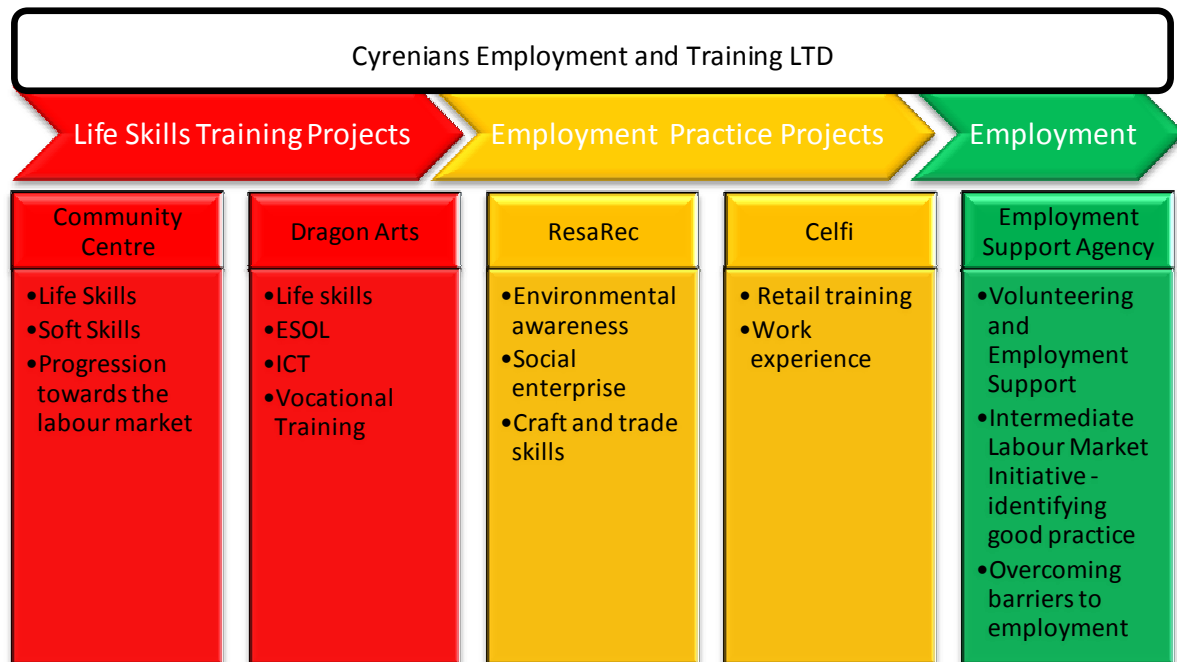 Cyrenians Employment and Training LTD
Life Skills Training Projects
Employment Practice Projects
Employment
Community
Centre
•Life Skills
•Soft Skills
•Progression
towards the
labour market
Dragon Arts
•Life skills
•ESOL
•ICT
•Vocational
Training
ResaRec
•Environmental
awareness
•Social
enterprise
•Craft and trade
skills
Celfi
• Retail training
•Work
experience
Employment
Support Agency
•Volunteering
and
Employment
Support
•Intermediate
Labour Market
Initiative -
identifying
good practice
•Overcoming
barriers to
employment